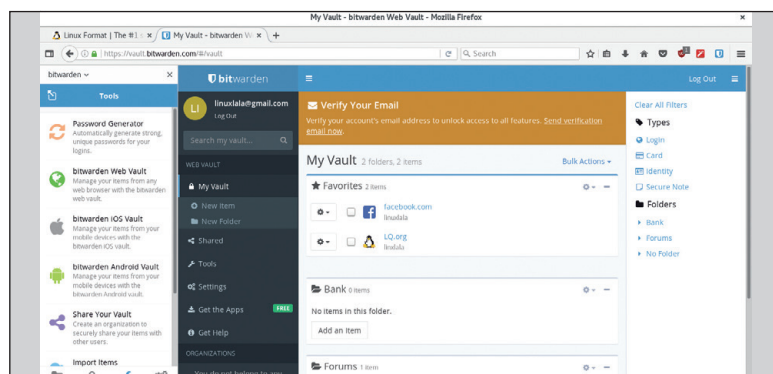 My Vault - bitwarden Web Vault - Mozilla Firefox
Linux Format | The #1
My Vault - bitwarden
https://vault.bitwarden.com/#/vault
Search
bitwarden
Tools
Password Generator
Automatically generate strong,
unique passwords for your
logins.
bitwarden Web Vault
Manage your items from any
web browser with the bitwarden
web vault.
bitwarden iOS Vault
Manage your items from your
mobile devices with the
bitwarden iOS vault.
bitwarden Android Vault
Manage your items from your
mobile devices with the
bitwarden Android vault.
Share Your Vault
Create an organization to
securely share your items with
other users.
Import Items
bitwarden
LI
linuxlala@gmail.com
Log Out
Search my vault...
WEB VAULT
My Vault
New Item
New Folder
Shared
Tools
Settings
Get the Apps FREE
Get Help
ORGANIZATIONS
You do not belong to any
Log Out
Verify Your Email
Verify your account's email address to unlock access to all features. Send verification
email now.
My Vault 2 folders, 2 items
Bulk Actions
Favorites 2 items
facebook.com
linuxlala
LQ.org
linuxlala
Bank 0 items
No items in this folder.
Add an Item
Forums 1 item
Clear All Filters
Types
Login
Card
Identity
Secure Note
Folders
Bank
Forums
No Folder